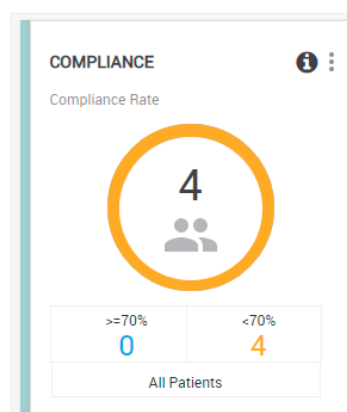 COMPLIANCE
Compliance Rate
4
>=70% <70%
0 4
All Patients